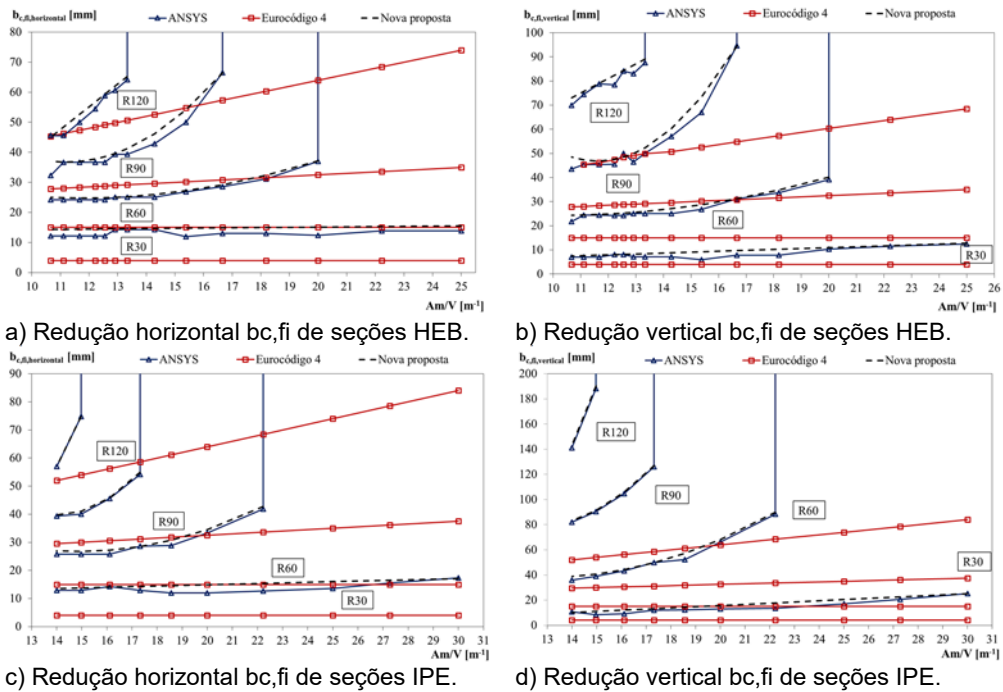 b_c,fi,horizontal [mm]
ANSYS Eurocódigo 4 Nova proposta
80
70
60
50
40
30
20
10
0
R120
R90
R60
R30
10 11 12 13 14 15 16 17 18 19 20 21 22 23 24 25
Am/V [m⁻¹]
b_c,fi,vertical [mm]
ANSYS Eurocódigo 4 Nova proposta
100
90
80
70
60
50
40
30
20
10
0
R120
R90
R60
R30
10 11 12 13 14 15 16 17 18 19 20 21 22 23 24 25 26
Am/V [m⁻¹]
a) Redução horizontal bc,fi de seções HEB.
b) Redução vertical bc,fi de seções HEB.
b_c,fi,horizontal [mm]
ANSYS Eurocódigo 4 Nova proposta
90
80
70
60
50
40
30
20
10
0
R120
R90
R60
R30
13 14 15 16 17 18 19 20 21 22 23 24 25 26 27 28 29 30 31
Am/V [m⁻¹]
b_c,fi,vertical [mm]
ANSYS Eurocódigo 4 Nova proposta
200
180
160
140
120
100
80
60
40
20
0
R120
R90
R60
R30
13 14 15 16 17 18 19 20 21 22 23 24 25 26 27 28 29 30 31
Am/V [m⁻¹]
c) Redução horizontal bc,fi de seções IPE.
d) Redução vertical bc,fi de seções IPE.